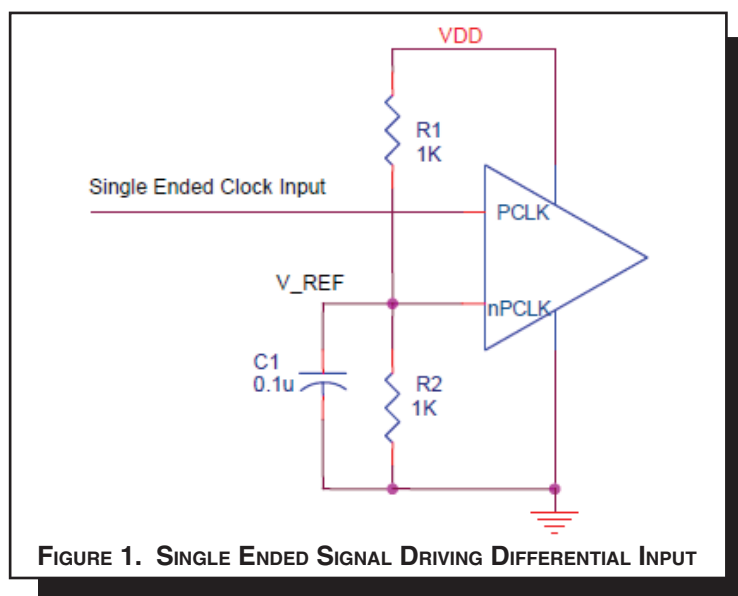 VDD
R1
1K
Single Ended Clock Input
PCLK
V_REF
nPCLK
C1
0.1u
R2
1K
FIGURE 1. SINGLE ENDED SIGNAL DRIVING DIFFERENTIAL INPUT